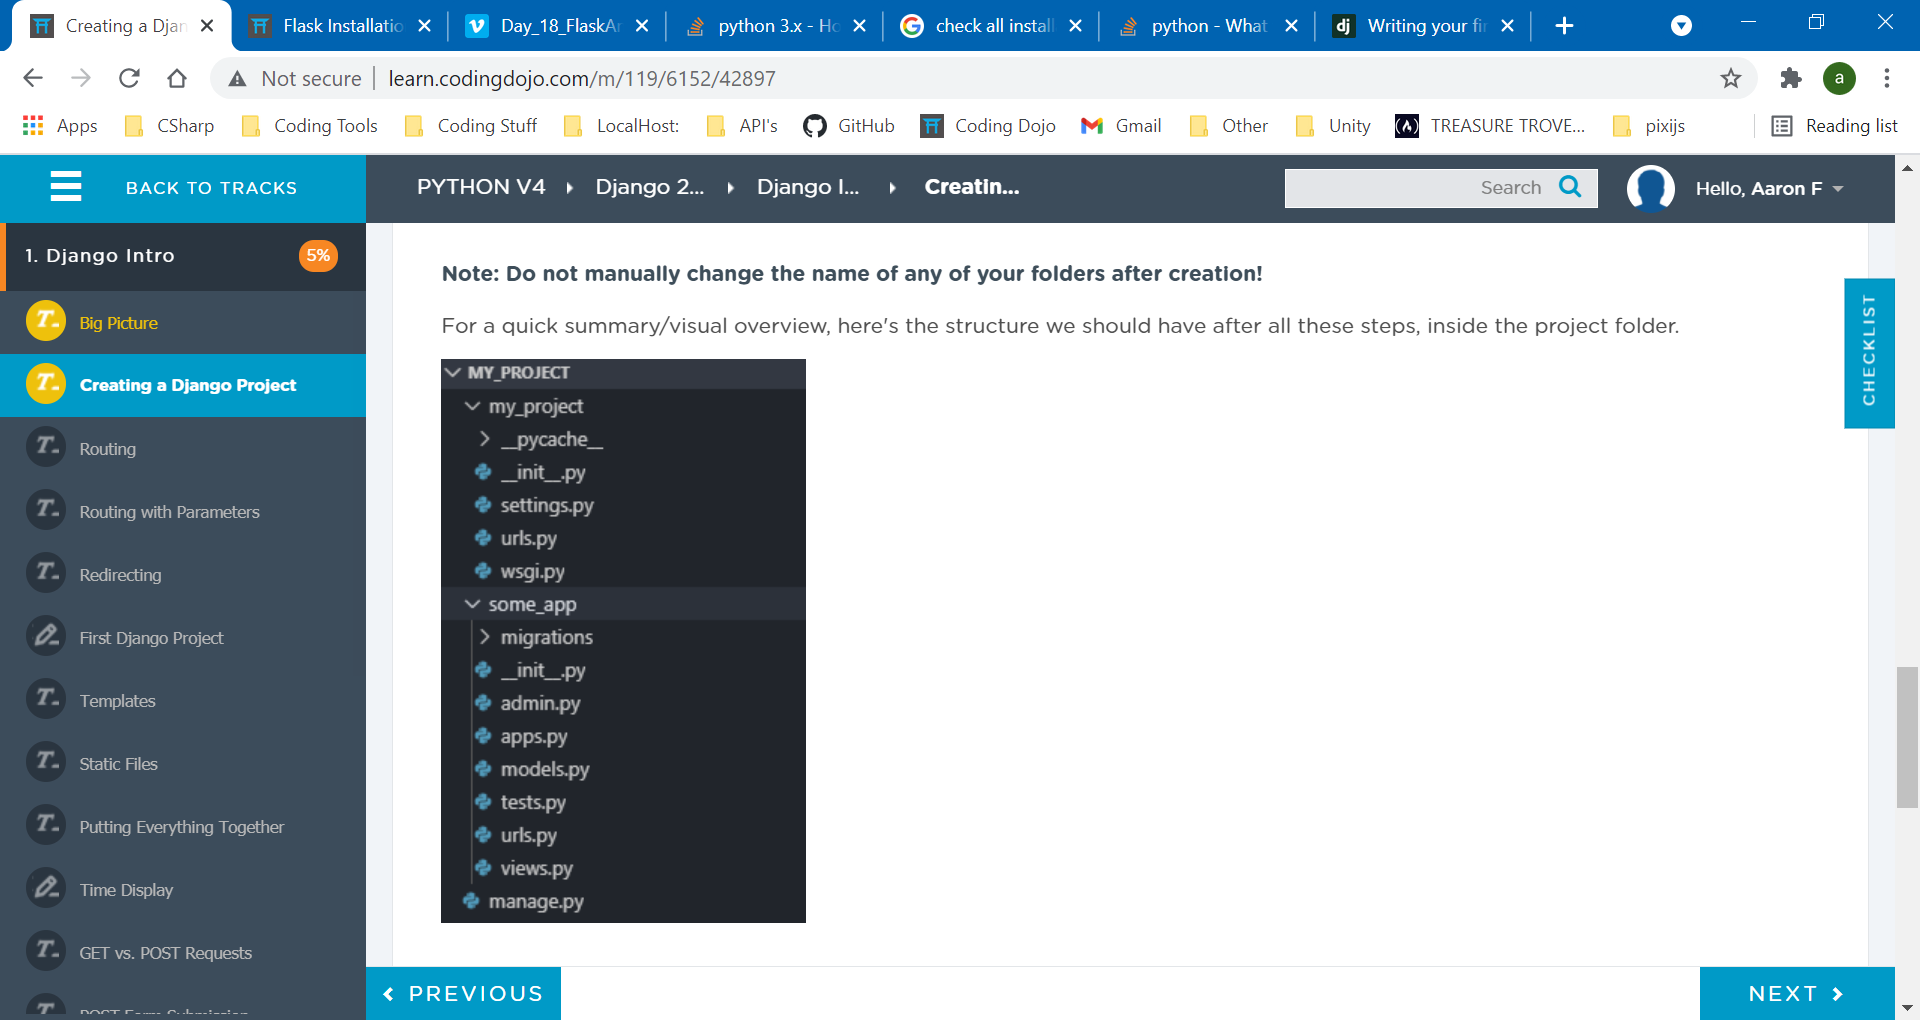 Creating a Djan
Flask Installatio
Day_18_FlaskAr
python 3.x - Ho
check all install
python - What
Writing your fir
Not secure
learn.codingdojo.com/m/119/6152/42897
a
Apps
CSharp
Coding Tools
Coding Stuff
LocalHost:
API's
GitHub
Coding Dojo
Gmail
Other
Unity
TREASURE TROVE...
pixijs
Reading list
BACK TO TRACKS
PYTHON V4
Django 2...
Django I...
Creatin...
Search
Hello, Aaron F
1. Django Intro
5%
Big Picture
Creating a Django Project
Routing
Routing with Parameters
Redirecting
First Django Project
Templates
Static Files
Putting Everything Together
Time Display
GET vs. POST Requests
POST Form Submission
Note: Do not manually change the name of any of your folders after creation!
For a quick summary/visual overview, here's the structure we should have after all these steps, inside the project folder.
MY_PROJECT
my_project
__pycache__
__init__.py
settings.py
urls.py
wsgi.py
some_app
migrations
__init__.py
admin.py
apps.py
models.py
tests.py
urls.py
views.py
manage.py
CHECKLIST
PREVIOUS
NEXT